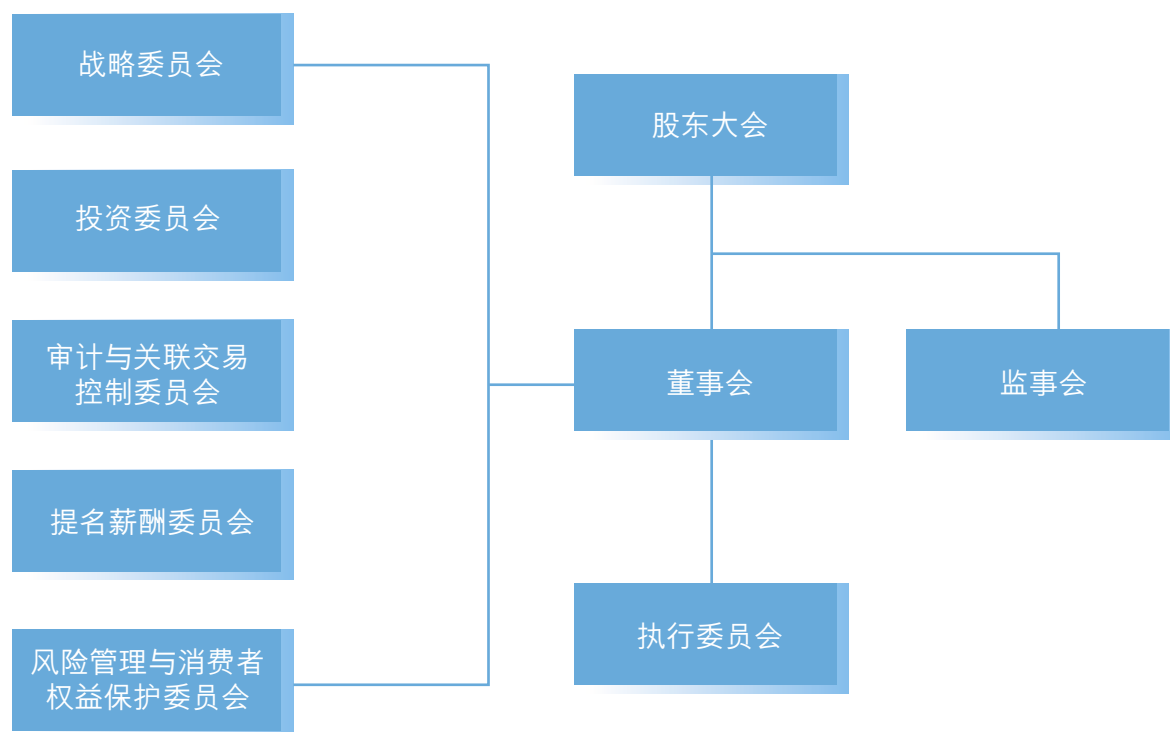 战略委员会
投资委员会
审计与关联交易
控制委员会
提名薪酬委员会
风险管理与消费者
权益保护委员会
股东大会
董事会
监事会
执行委员会